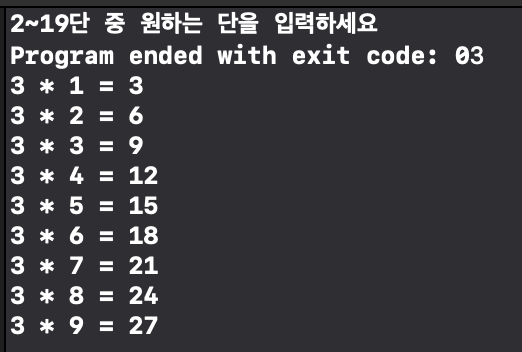 2~19단 중 원하는 단을 입력하세요
Program ended with exit code: 03
3 * 1 = 3
3 * 2 = 6
3 * 3 = 9
3 * 4 = 12
3 * 5 = 15
3 * 6 = 18
3 * 7 = 21
3 * 8 = 24
3 * 9 = 27